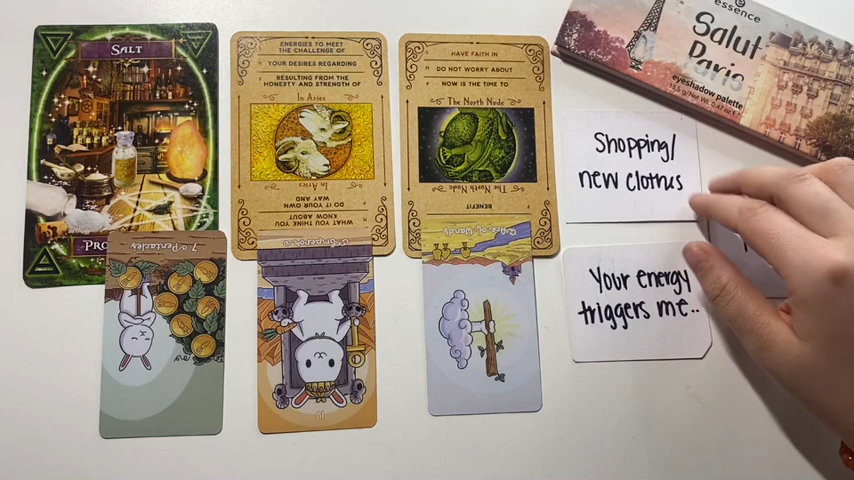 SALT
PRO
ENERGIES TO MEET
THE CHALLENGE OF
YOUR DESIRES REGARDING
RESULTING FROM THE
HONESTY AND STRENGTH OF
In Aries
In Aries
DO IT YOUR OWN
WAY AND
WHAT YOU THINK YOU
KNOW ABOUT
HAVE FAITH IN
DO NOT WORRY ABOUT
NOW IS THE TIME TO
The North Node
The North Node
BENEFIT
essence
Salut
Paris
eyeshadow palette
Shopping/
new clothes
Your energy
triggers me..
7 o' Pentacles
Emperor
IV
Ace o' Wands